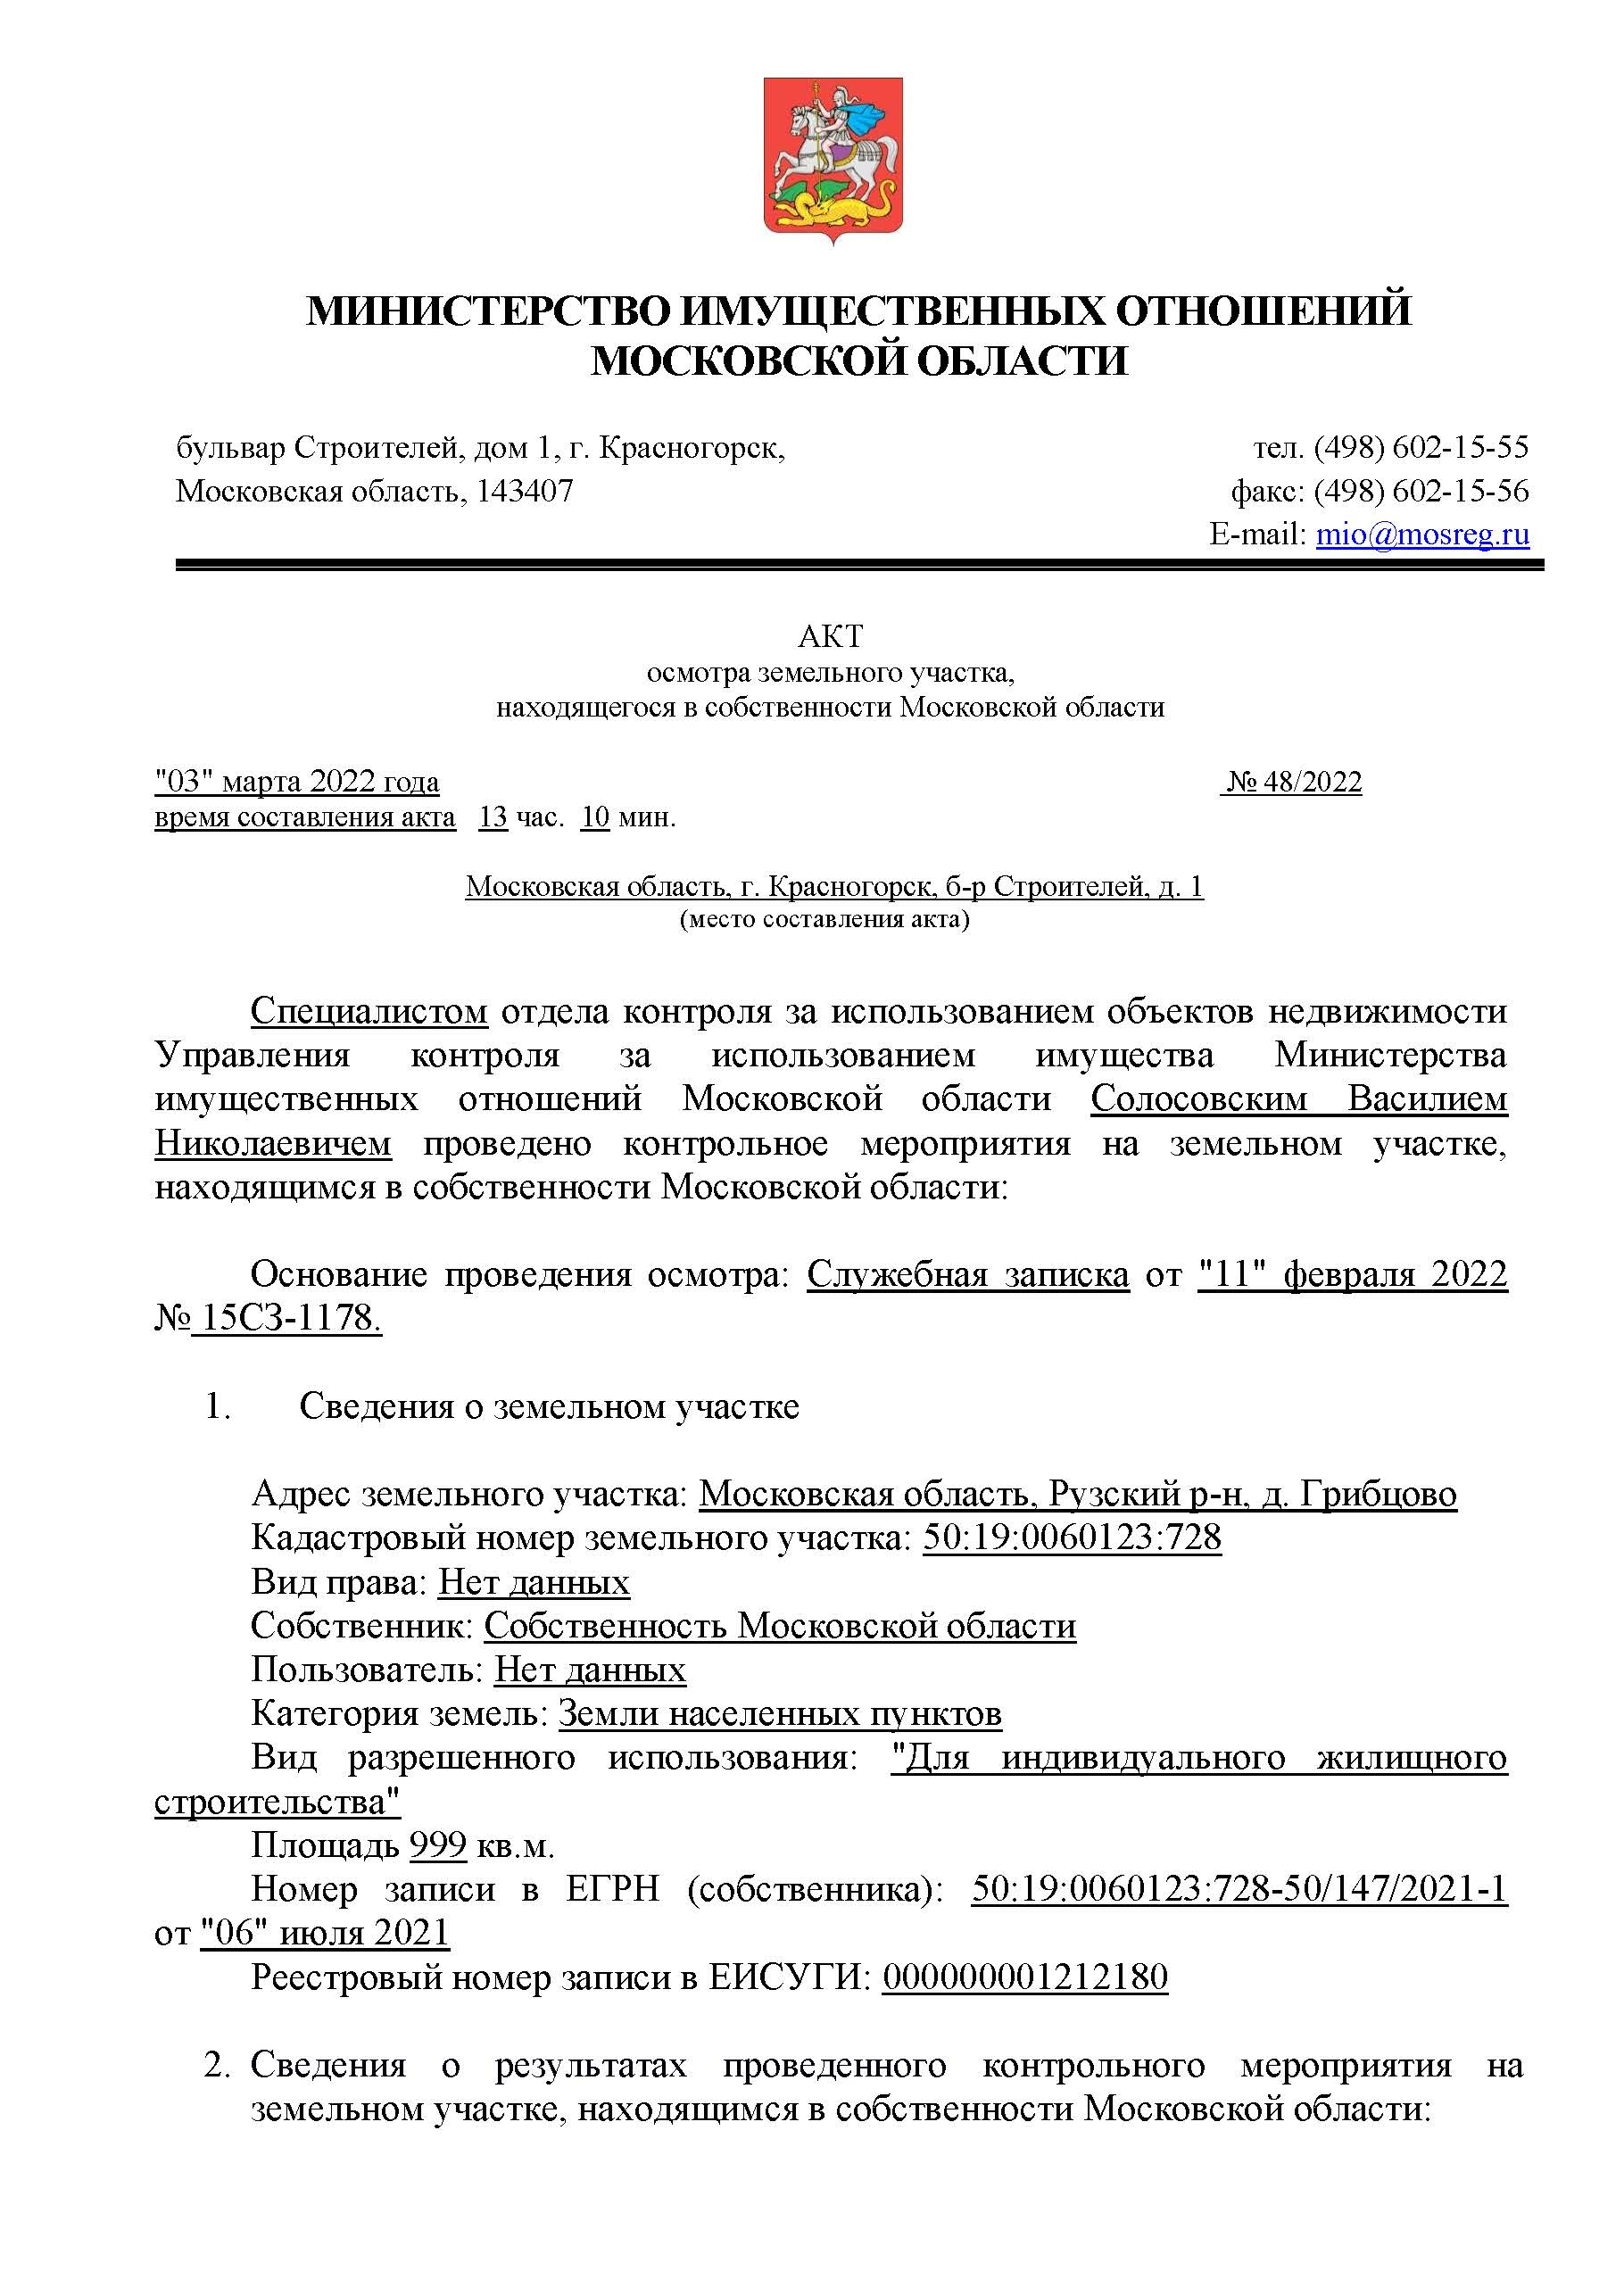 МИНИСТЕРСТВО ИМУЩЕСТВЕННЫХ ОТНОШЕНИЙ
МОСКОВСКОЙ ОБЛАСТИ
бульвар Строителей, дом 1, г. Красногорск,
Московская область, 143407
тел. (498) 602-15-55
факс: (498) 602-15-56
E-mail: mio@mosreg.ru
АКТ
осмотра земельного участка,
находящегося в собственности Московской области
"03" марта 2022 года № 48/2022
время составления акта 13 час. 10 мин.
Московская область, г. Красногорск, б-р Строителей, д. 1
(место составления акта)
Специалистом отдела контроля за использованием объектов недвижимости
Управления контроля за использованием имущества Министерства
имущественных отношений Московской области Солосовским Василием
Николаевичем проведено контрольное мероприятия на земельном участке,
находящимся в собственности Московской области:
Основание проведения осмотра: Служебная записка от "11" февраля 2022
№ 15СЗ-1178.
1. Сведения о земельном участке
Адрес земельного участка: Московская область, Рузский р-н, д. Грибцово
Кадастровый номер земельного участка: 50:19:0060123:728
Вид права: Нет данных
Собственник: Собственность Московской области
Пользователь: Нет данных
Категория земель: Земли населенных пунктов
Вид разрешенного использования: "Для индивидуального жилищного
строительства"
Площадь 999 кв.м.
Номер записи в ЕГРН (собственника): 50:19:0060123:728-50/147/2021-1
от "06" июля 2021
Реестровый номер записи в ЕИСУГИ: 000000001212180
2. Сведения о результатах проведенного контрольного мероприятия на
земельном участке, находящимся в собственности Московской области: